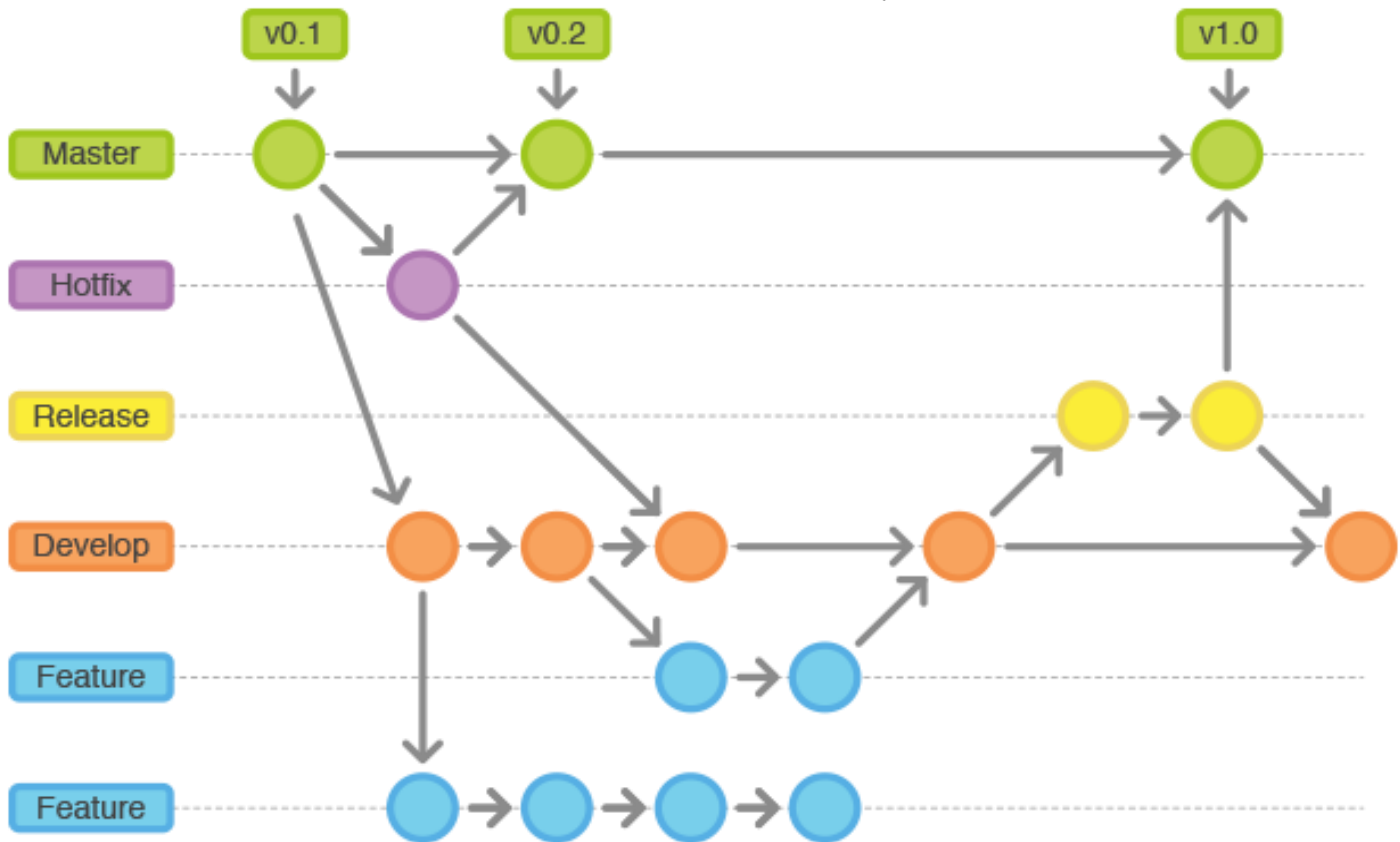 v0.1
v0.2
v1.0
Master
Hotfix
Release
Develop
Feature
Feature